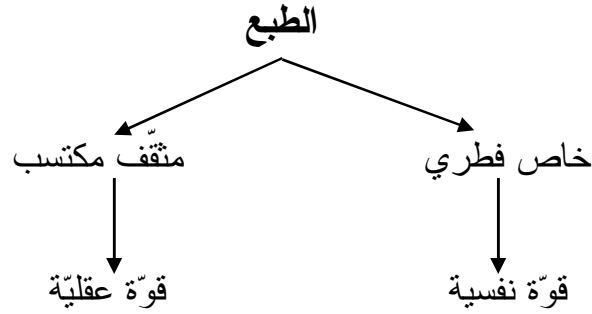 الطبع
خاص فطري
مثقّف مكتسب
قوّة نفسية
قوّة عقليّة